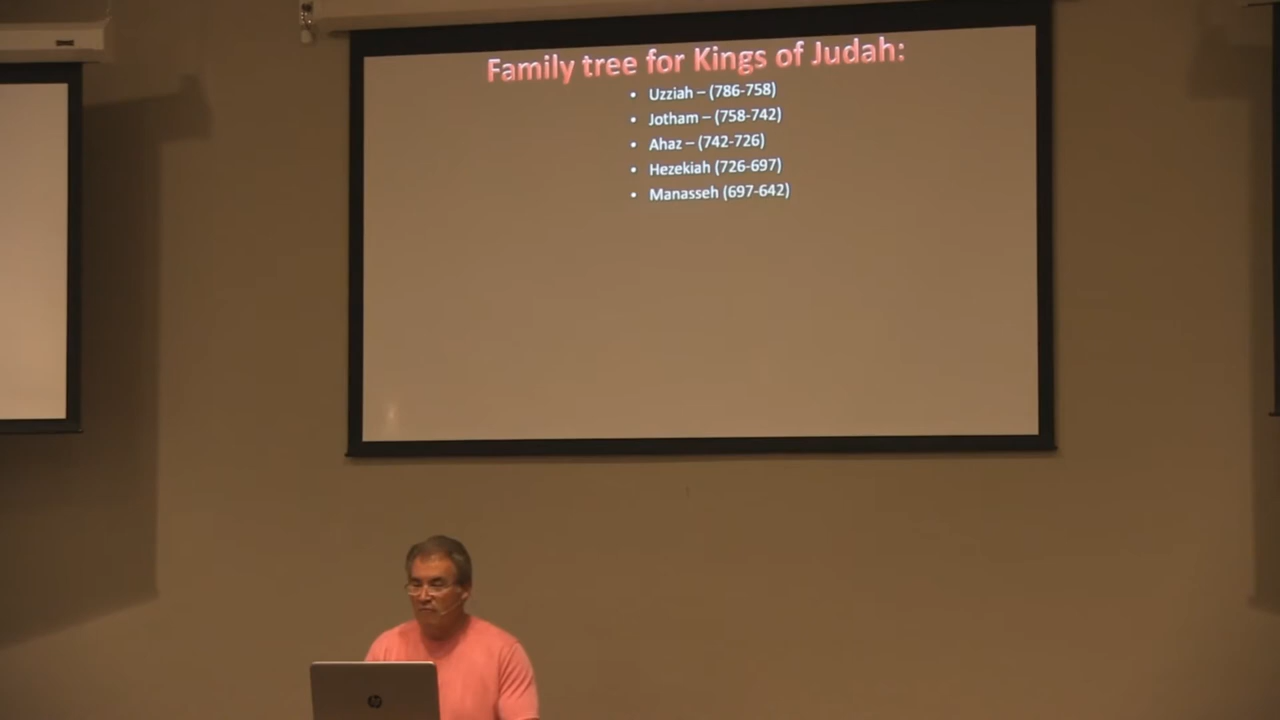 Family tree for Kings of Judah:
• Uzziah – (786-758)
• Jotham – (758-742)
• Ahaz – (742-726)
• Hezekiah (726-697)
• Manasseh (697-642)
hp